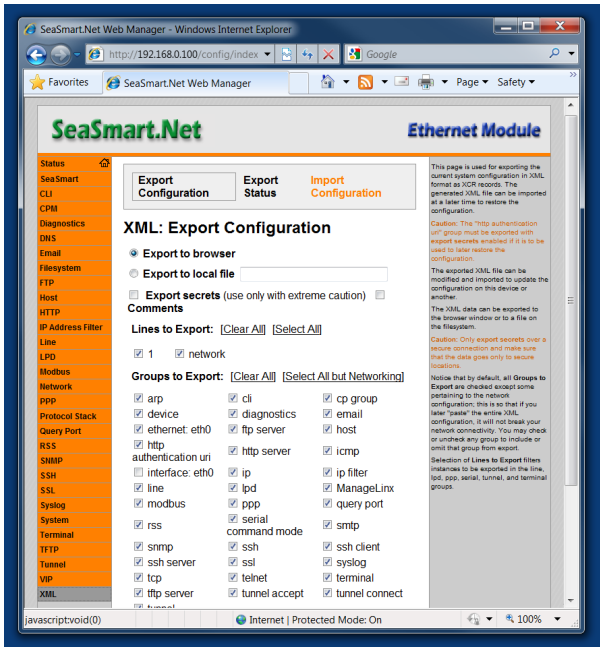 SeaSmart.Net Web Manager - Windows Internet Explorer
http://192.168.0.100/config/index
Google
Favorites
SeaSmart.Net Web Manager
Page
Safety
SeaSmart.Net
Ethernet Module
Status
SeaSmart
CLI
CPM
Diagnostics
DNS
Email
Filesystem
FTP
Host
HTTP
IP Address Filter
Line
LPD
Modbus
Network
PPP
Protocol Stack
Query Port
RSS
SNMP
SSH
SSL
Syslog
System
Terminal
TFTP
Tunnel
VIP
XML
Export
Configuration
Export
Status
Import
Configuration
XML: Export Configuration
Export to browser
Export to local file
Export secrets (use only with extreme caution)
Comments
Lines to Export: [Clear All] [Select All]
1 network
Groups to Export: [Clear All] [Select All but Networking]
arp cli cp group
device diagnostics email
ethernet: eth0 ftp server host
http
authentication uri http server icmp
interface: eth0 ip ip filter
line lpd ManageLinx
modbus ppp query port
rss serial
command mode smtp
snmp ssh ssh client
ssh server ssl syslog
tcp telnet terminal
tftp server tunnel accept tunnel connect
tunnel
This page is used for exporting the
current system configuration in XML
format as XCR records. The
generated XML file can be imported
at a later time to restore the
configuration.
Caution: The "http authentication
uri" group must be exported with
export secrets enabled if it is to be
used to later restore the
configuration.
The exported XML file can be
modified and imported to update the
configuration on this device or
another.
The XML data can be exported to
the browser window or to a file on
the filesystem.
Caution: Only export secrets over a
secure connection and make sure
that the data goes only to secure
locations.
Notice that by default, all Groups to
Export are checked except some
pertaining to the network
configuration; this is so that if you
later "paste" the entire XML
configuration, it will not break your
network connectivity. You may check
or uncheck any group to include or
omit that group from export.
Selection of Lines to Export filters
instances to be exported in the line,
lpd, ppp, serial, tunnel, and terminal
groups.
javascript:void(0)
Internet | Protected Mode: On
100%